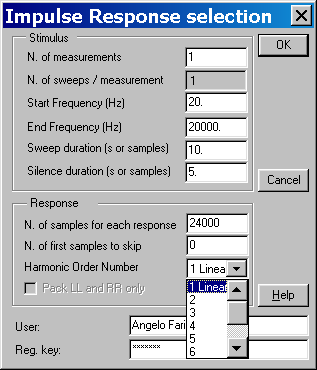 Impulse Response selection
Stimulus
OK
N. of measurements 1
N. of sweeps / measurement 1
Start Frequency (Hz) 20.
End Frequency (Hz) 20000.
Sweep duration (s or samples) 10.
Silence duration (s or samples) 5.
Cancel
Response
N. of samples for each response 24000
N. of first samples to skip 0
Harmonic Order Number 1 Linea
1 Linear
2
3
4
5
6
Pack LL and RR only
Help
User: Angelo Fari
Reg. key: *******